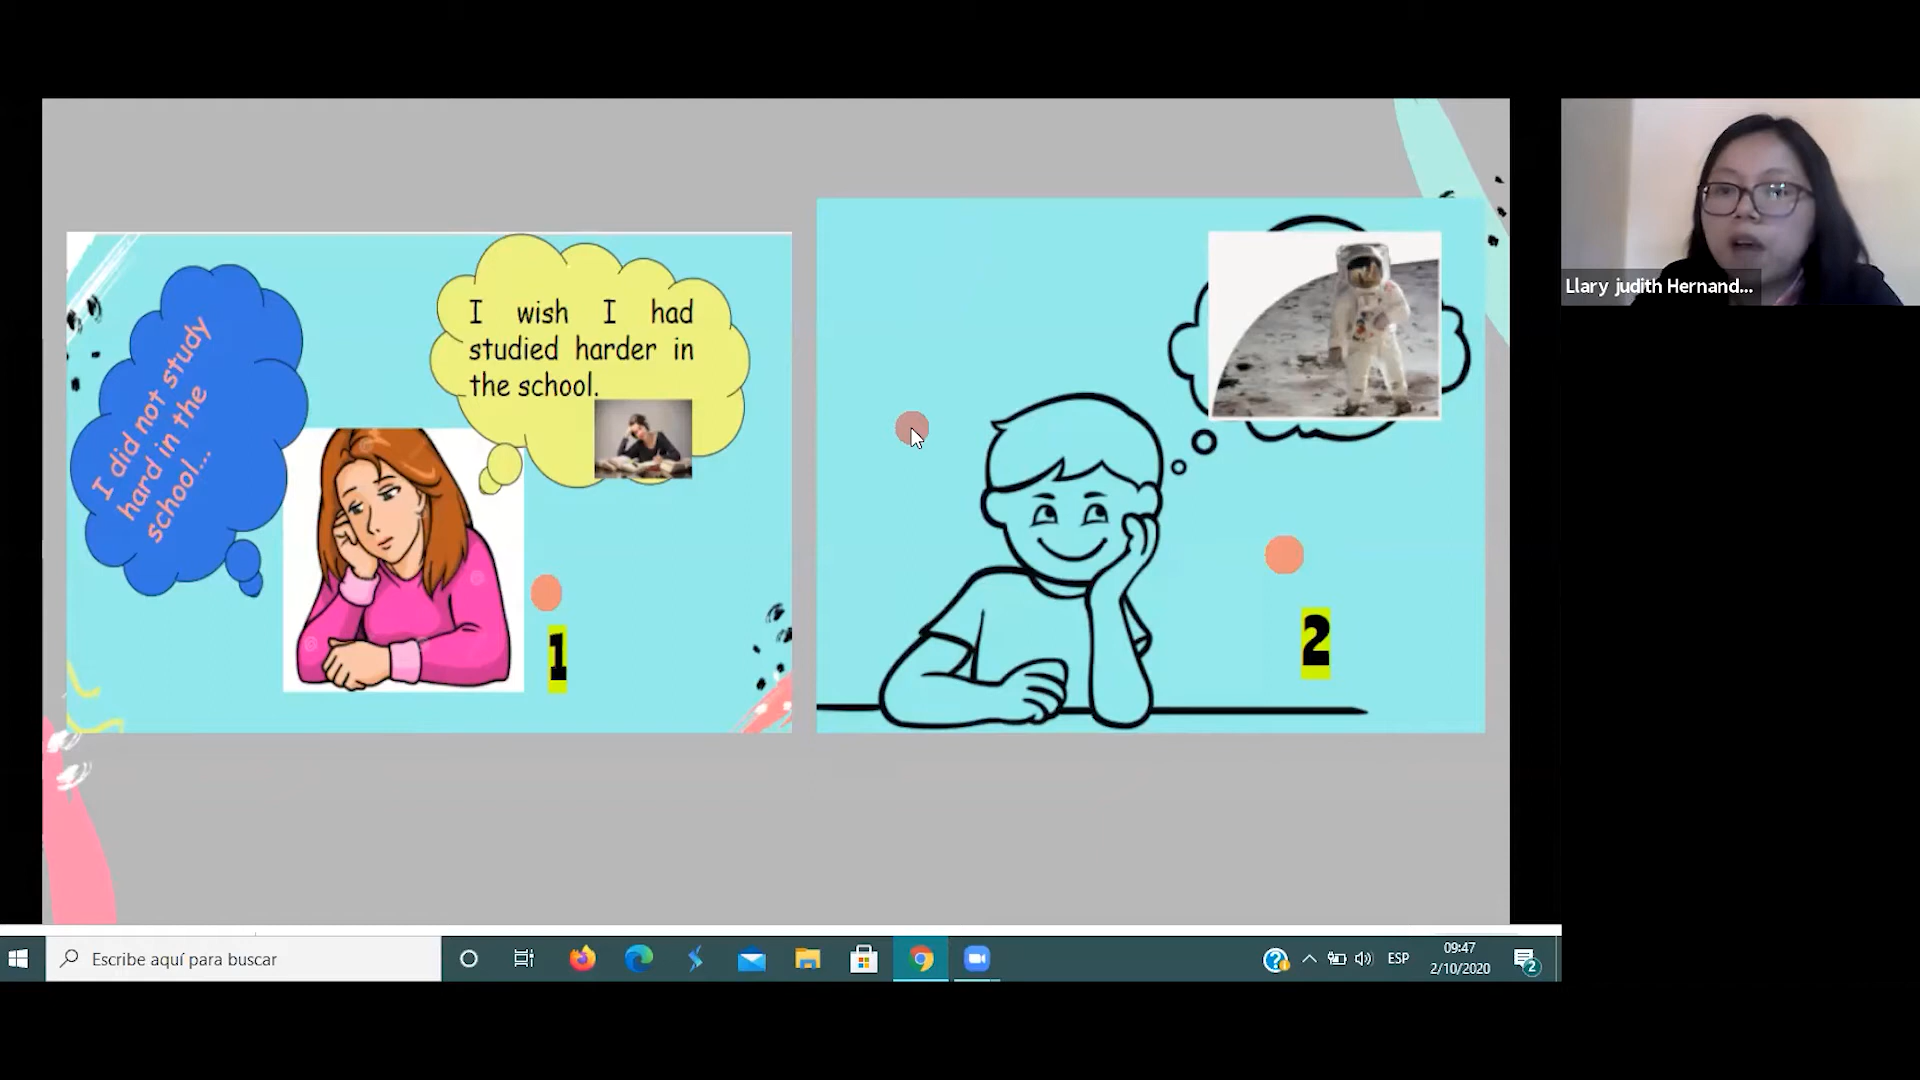 I did not study
hard in the
school...
I wish I had
studied harder in
the school.
1
2
Llary judith Hernand...
Escribe aquí para buscar
ESP
09:47
2/10/2020
2